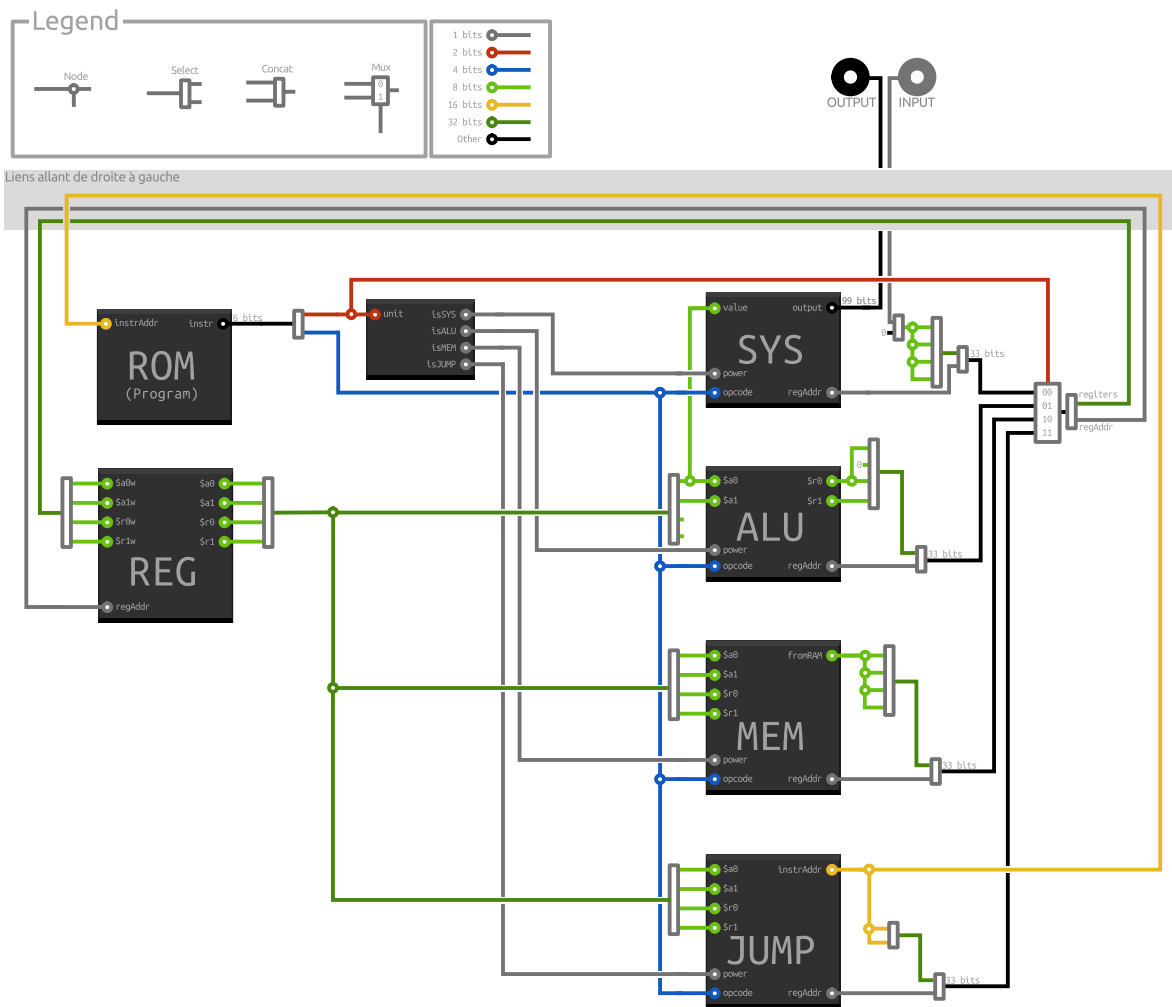 Legend
Node
Select
Concat
Mux
0
1
1 bits
2 bits
4 bits
8 bits
16 bits
32 bits
Other
OUTPUT
INPUT
Liens allant de droite à gauche
instrAddr
instr
6 bits
ROM
(Program)
unit
isSYS
isALU
isMEM
isJUMP
value
output
99 bits
SYS
power
opcode
regAddr
0
33 bits
00
01
10
11
regiters
regAddr
$a0w
$a1w
$r0w
$r1w
$a0
$a1
$r0
$r1
REG
regAddr
$a0
$a1
$r0
$r1
ALU
power
opcode
regAddr
0
33 bits
$a0
$a1
$r0
$r1
fromRAM
MEM
power
opcode
regAddr
33 bits
$a0
$a1
$r0
$r1
instrAddr
JUMP
power
opcode
regAddr
33 bits